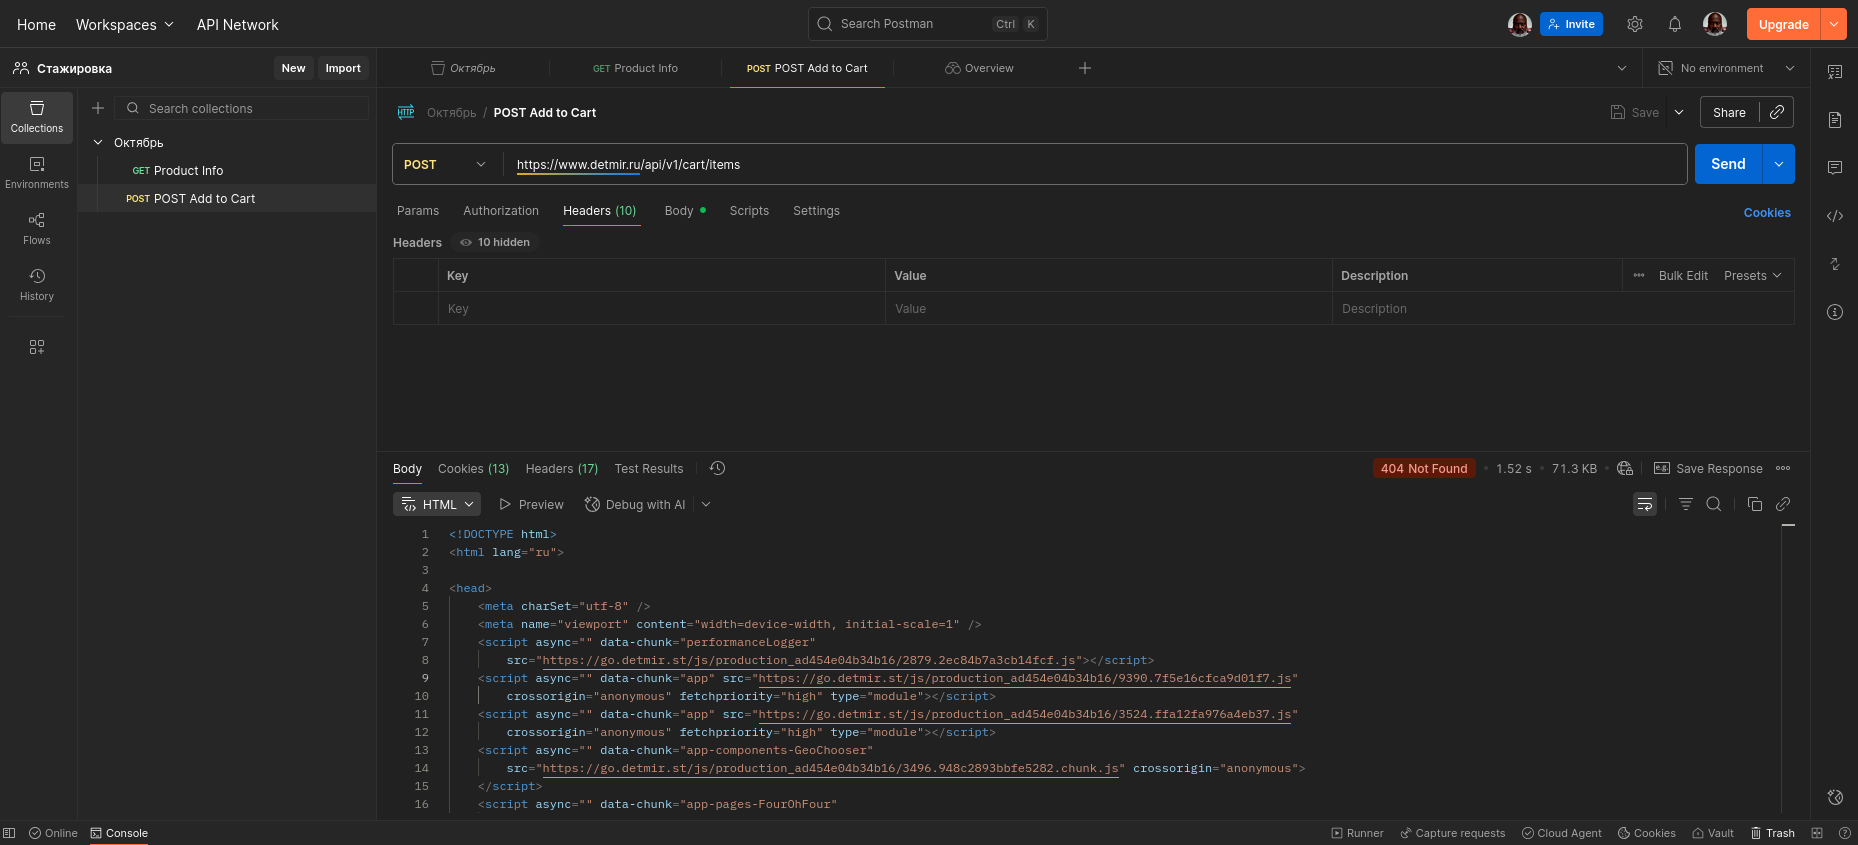 Home Workspaces API Network Search Postman Ctrl K Invite Upgrade
Стажировка New Import Октябрь GET Product Info POST POST Add to Cart Overview No environment
Collections
Environments
Flows
History
Search collections
Октябрь
GET Product Info
POST POST Add to Cart
HTTP Октябрь / POST Add to Cart Save Share
POST https://www.detmir.ru/api/v1/cart/items Send
Params Authorization Headers (10) Body Scripts Settings Cookies
Headers 10 hidden
Key Value Description Bulk Edit Presets
Key Value Description
Body Cookies (13) Headers (17) Test Results 404 Not Found 1.52 s 71.3 KB Save Response
HTML Preview Debug with AI
1 <!DOCTYPE html>
2 <html lang="ru">
3
4 <head>
5 <meta charSet="utf-8" />
6 <meta name="viewport" content="width=device-width, initial-scale=1" />
7 <script async="" data-chunk="performanceLogger"
8 src="https://go.detmir.st/js/production_ad454e04b34b16/2879.2ec84b7a3cb14fcf.js"></script>
9 <script async="" data-chunk="app" src="https://go.detmir.st/js/production_ad454e04b34b16/9390.7f5e16cfca9d01f7.js"
10 crossorigin="anonymous" fetchpriority="high" type="module"></script>
11 <script async="" data-chunk="app" src="https://go.detmir.st/js/production_ad454e04b34b16/3524.ffa12fa976a4eb37.js"
12 crossorigin="anonymous" fetchpriority="high" type="module"></script>
13 <script async="" data-chunk="app-components-GeoChooser"
14 src="https://go.detmir.st/js/production_ad454e04b34b16/3496.948c2893bbfe5282.chunk.js" crossorigin="anonymous">
15 </script>
16 <script async="" data-chunk="app-pages-FourOhFour"
Online Console Runner Capture requests Cloud Agent Cookies Vault Trash